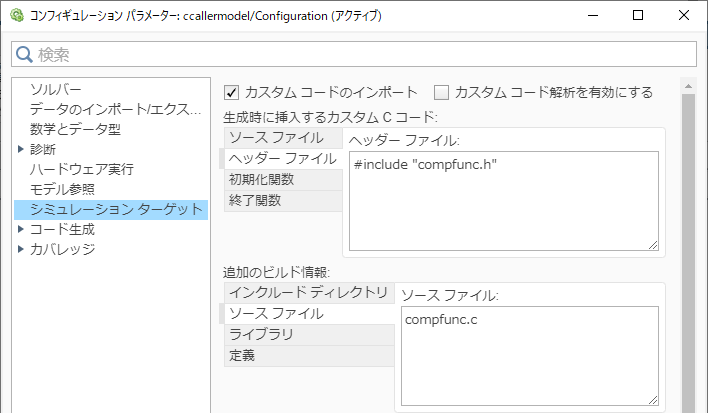 コンフィギュレーション パラメーター: ccallermodel/Configuration (アクティブ)
検索
ソルバー
データのインポート/エクス...
数学とデータ型
診断
ハードウェア実行
モデル参照
シミュレーション ターゲット
コード生成
カバレッジ
カスタム コードのインポート
カスタム コード解析を有効にする
生成時に挿入するカスタム C コード:
ソース ファイル
ヘッダー ファイル
初期化関数
終了関数
ヘッダー ファイル:
#include "compfunc.h"
追加のビルド情報:
インクルード ディレクトリ
ソース ファイル
ライブラリ
定義
ソース ファイル:
compfunc.c